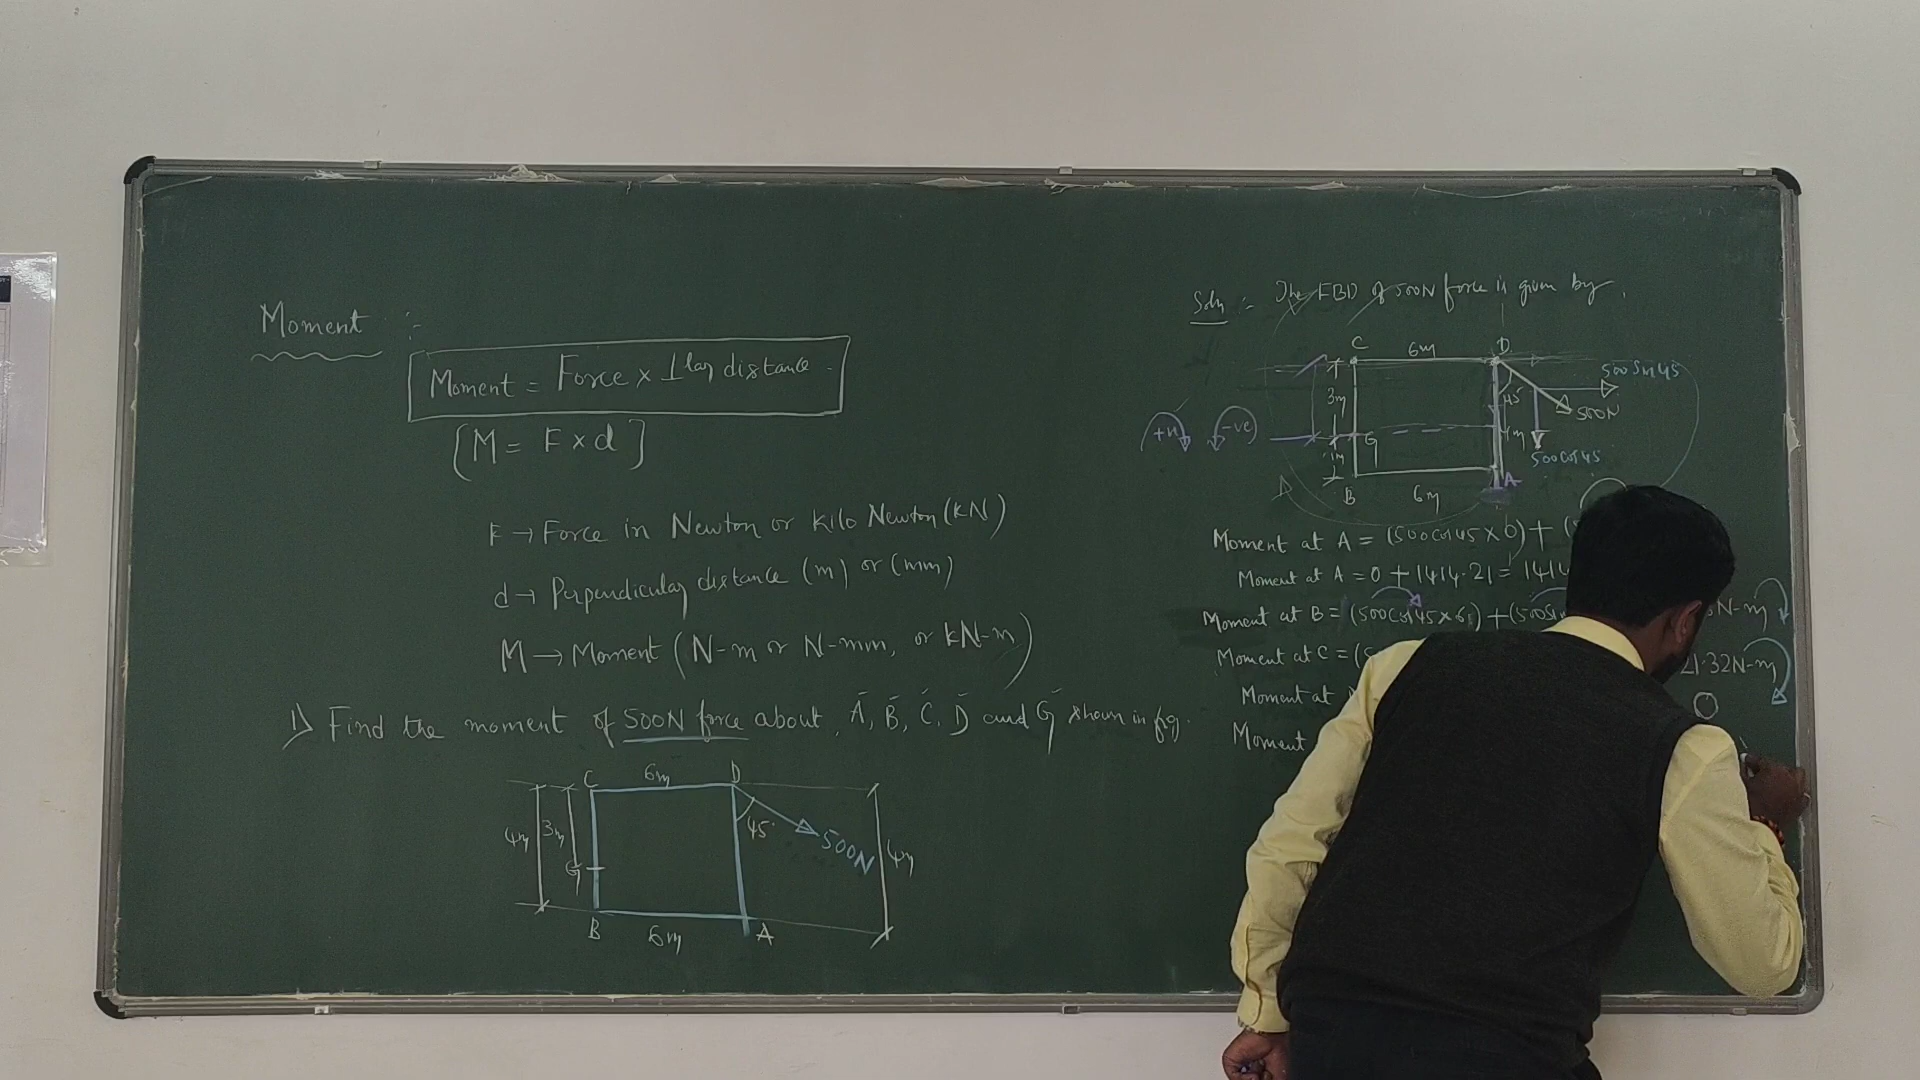 Moment :-
Moment = Force × ⊥lar distance.
[M = F × d]
F → Force in Newton or Kilo Newton (kN)
d → Perpendicular distance (m) or (mm)
M → Moment (N-m or N-mm, or kN-m)
1) Find the moment of 500N force about, A, B, C, D and G shown in fig.
C 6m D
4m 3m 45° 500N 4m
G
B 6m A
Soln :- The FBD of 500N force is given by,
C 6m D
500 Sin 45
3m 45° 500N
+ve -ve G 4m
500 cos 45
1m
B 6m A
Moment at A = (500 cos 45 × 0) + (5
Moment at A = 0 + 1414.21 = 1414
Moment at B = (500 Cos 45 × 6) + (500 Sin N-m
Moment at C = ( 21.32 N-m
Moment at 0
Moment